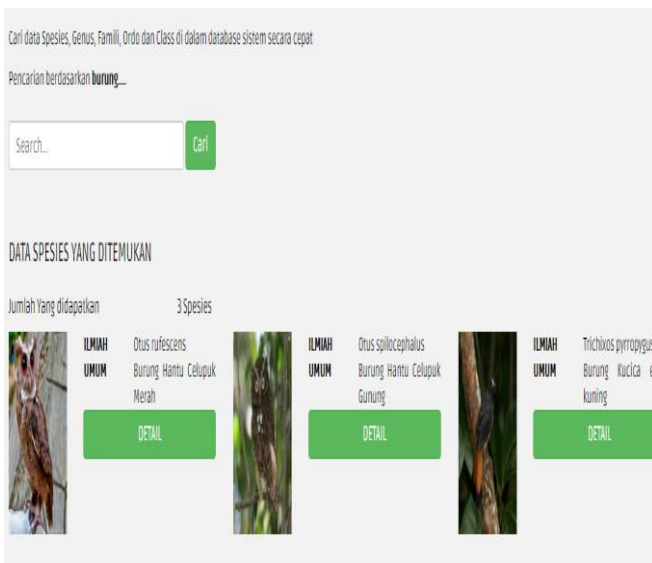 Cari data Spesies, Genus, Famili, Ordo dan Class di dalam database sistem secara cepat
Pencarian berdasarkan burung....
Search...
Cari
DATA SPESIES YANG DITEMUKAN
Jumlah Yang didapatkan 3 Spesies
ILMIAH Otus rufescens
UMUM Burung Hantu Celupuk
Merah
DETAIL
ILMIAH Otus spilocephalus
UMUM Burung Hantu Celupuk
Gunung
DETAIL
ILMIAH Trichixos pyrropygus
UMUM Burung Kucica
kuning
DETAIL